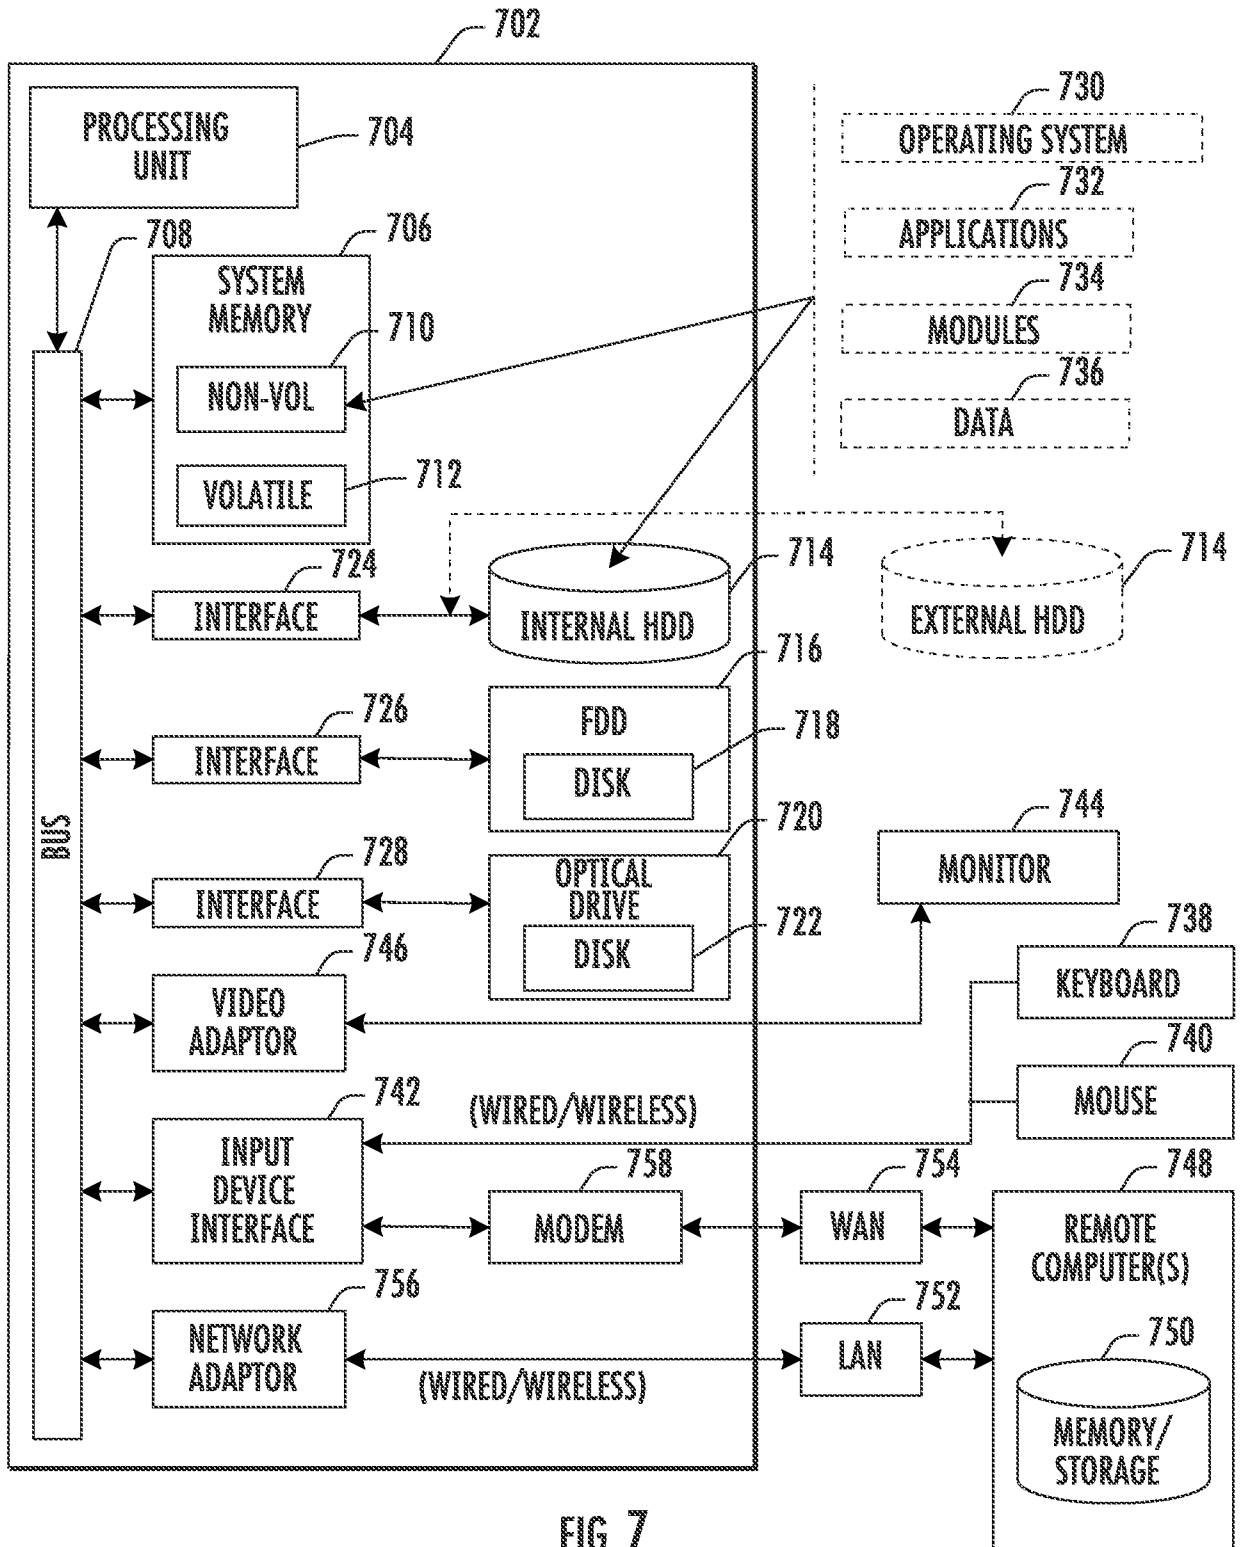 702
PROCESSING
UNIT
704
730
OPERATING SYSTEM
732
APPLICATIONS
734
MODULES
736
DATA
708
706
SYSTEM
MEMORY
710
NON-VOL
712
VOLATILE
724
INTERFACE
714
INTERNAL HDD
714
EXTERNAL HDD
716
FDD
726
INTERFACE
718
DISK
BUS
720
OPTICAL
DRIVE
728
INTERFACE
722
DISK
744
MONITOR
746
VIDEO
ADAPTOR
738
KEYBOARD
740
MOUSE
742
INPUT
DEVICE
INTERFACE
(WIRED/WIRELESS)
758
MODEM
754
WAN
748
REMOTE
COMPUTER(S)
756
NETWORK
ADAPTOR
(WIRED/WIRELESS)
752
LAN
750
MEMORY/
STORAGE
FIG 7